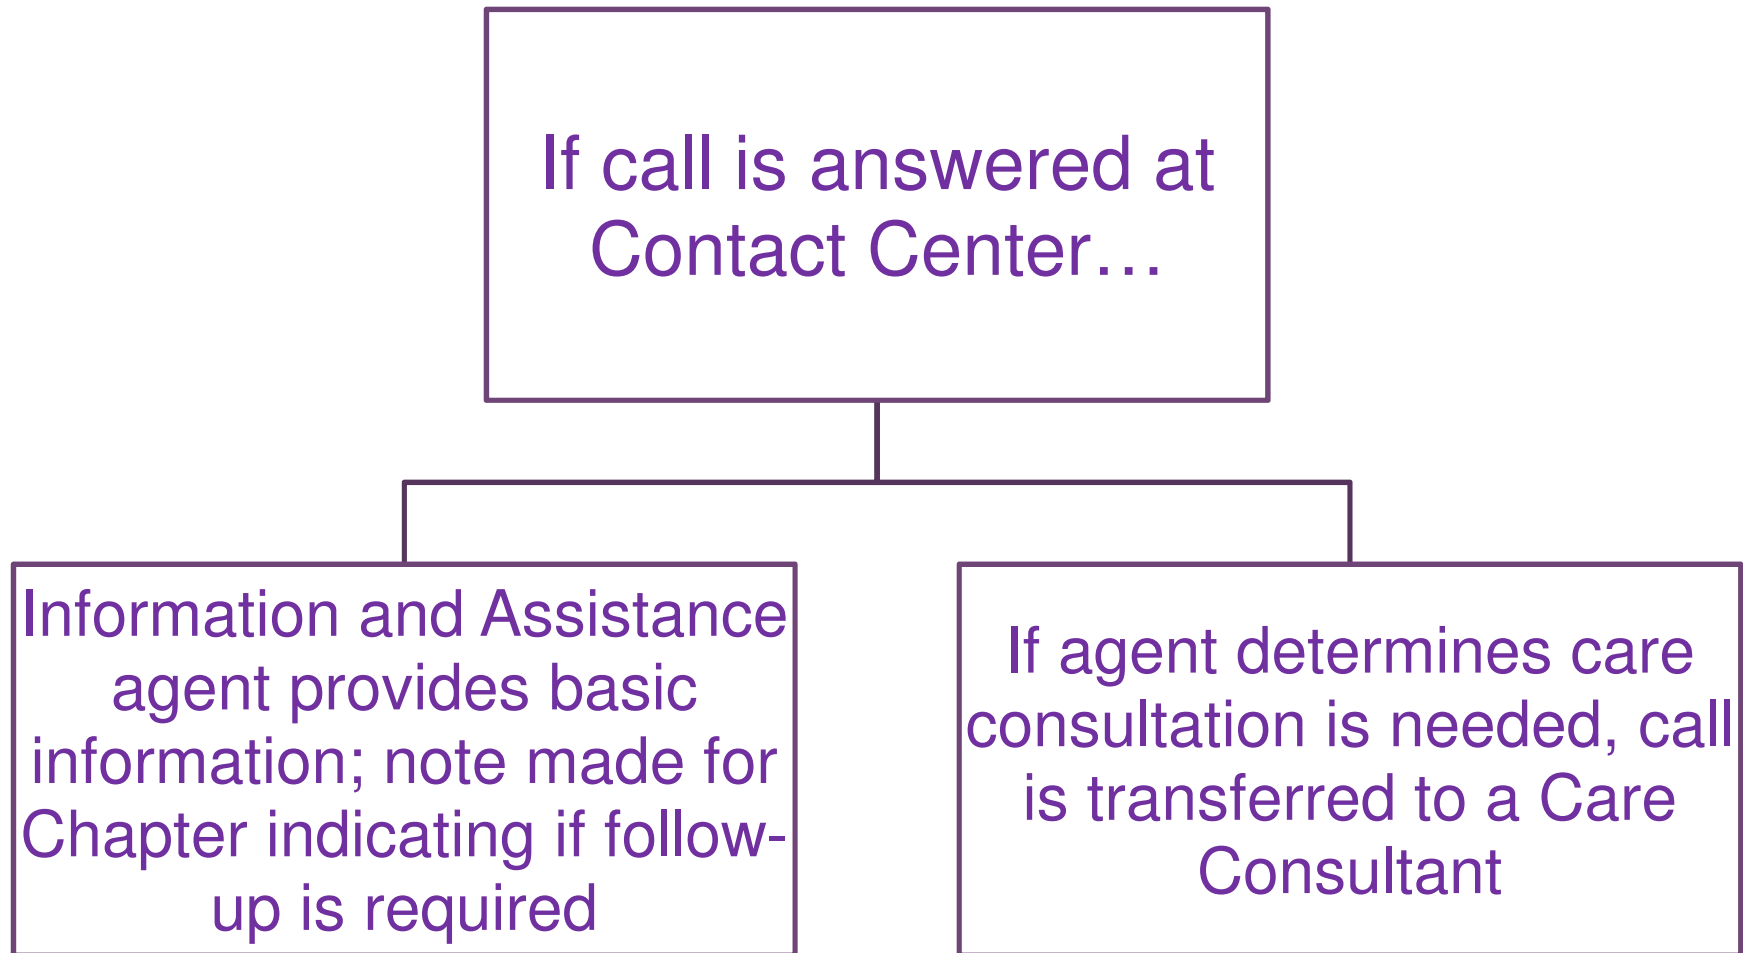 If call is answered at
Contact Center…
Information and Assistance
agent provides basic
information; note made for
Chapter indicating if follow-
up is required
If agent determines care
consultation is needed, call
is transferred to a Care
Consultant